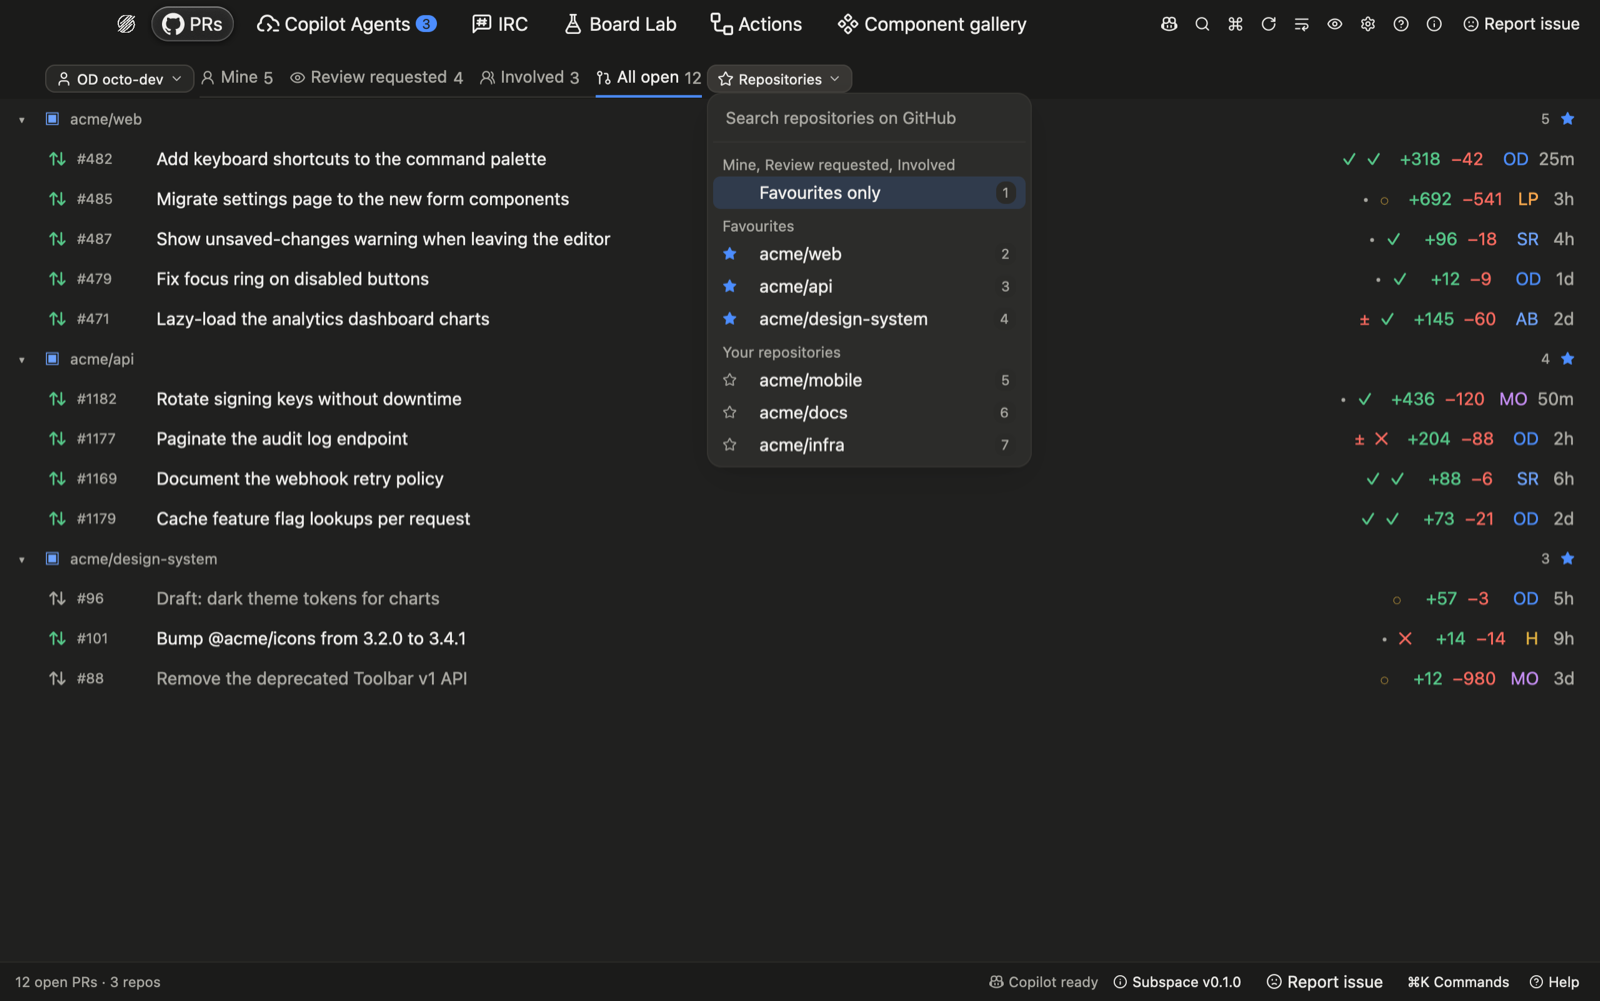 PRs Copilot Agents 3 IRC Board Lab Actions Component gallery Report issue
OD octo-dev Mine 5 Review requested 4 Involved 3 All open 12 Repositories
Search repositories on GitHub
Mine, Review requested, Involved
Favourites only 1
Favourites
acme/web 2
acme/api 3
acme/design-system 4
Your repositories
acme/mobile 5
acme/docs 6
acme/infra 7
acme/web 5
#482 Add keyboard shortcuts to the command palette +318 −42 OD 25m
#485 Migrate settings page to the new form components +692 −541 LP 3h
#487 Show unsaved-changes warning when leaving the editor +96 −18 SR 4h
#479 Fix focus ring on disabled buttons +12 −9 OD 1d
#471 Lazy-load the analytics dashboard charts ± +145 −60 AB 2d
acme/api 4
#1182 Rotate signing keys without downtime +436 −120 MO 50m
#1177 Paginate the audit log endpoint ± +204 −88 OD 2h
#1169 Document the webhook retry policy +88 −6 SR 6h
#1179 Cache feature flag lookups per request +73 −21 OD 2d
acme/design-system 3
#96 Draft: dark theme tokens for charts +57 −3 OD 5h
#101 Bump @acme/icons from 3.2.0 to 3.4.1 +14 −14 H 9h
#88 Remove the deprecated Toolbar v1 API +12 −980 MO 3d
12 open PRs · 3 repos Copilot ready Subspace v0.1.0 Report issue ⌘K Commands Help